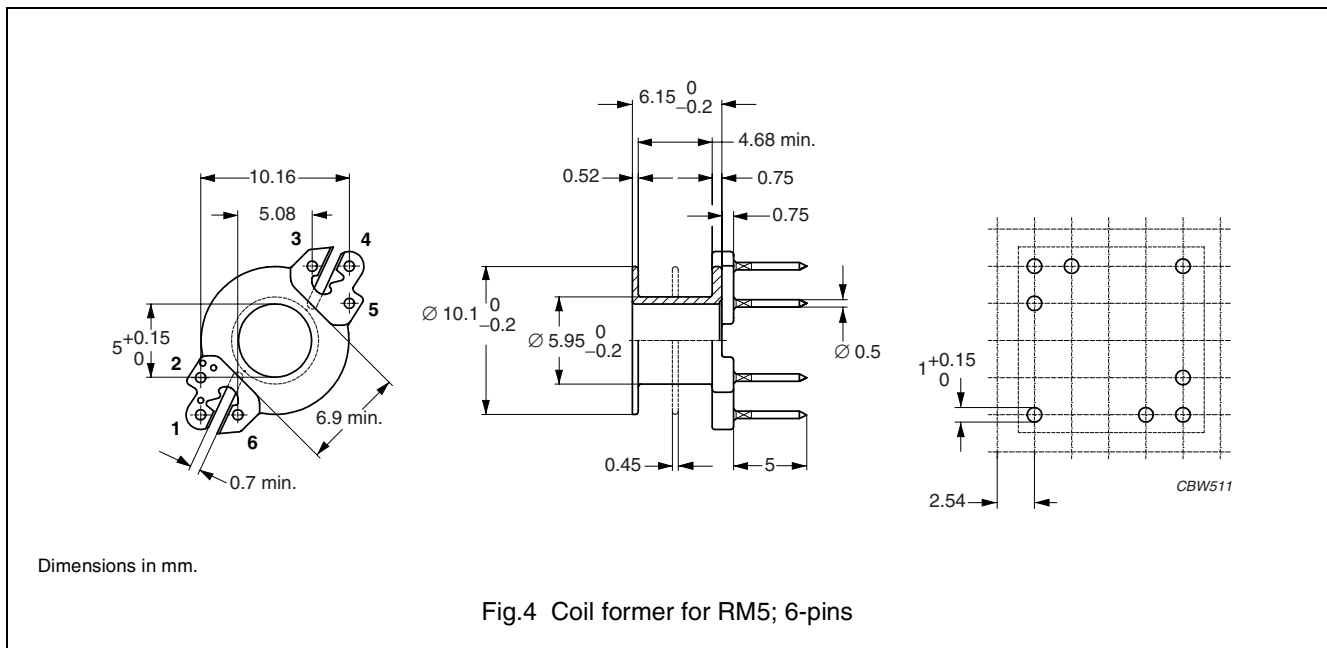 10.16
5.08
3
4
5
5 +0.15 0
2
1
6
6.9 min.
0.7 min.
6.15 0 −0.2
4.68 min.
0.52
0.75
0.75
∅ 10.1 0 −0.2
∅ 5.95 0 −0.2
∅ 0.5
0.45
5
1 +0.15 0
2.54
CBW511
Dimensions in mm.
Fig.4 Coil former for RM5; 6-pins